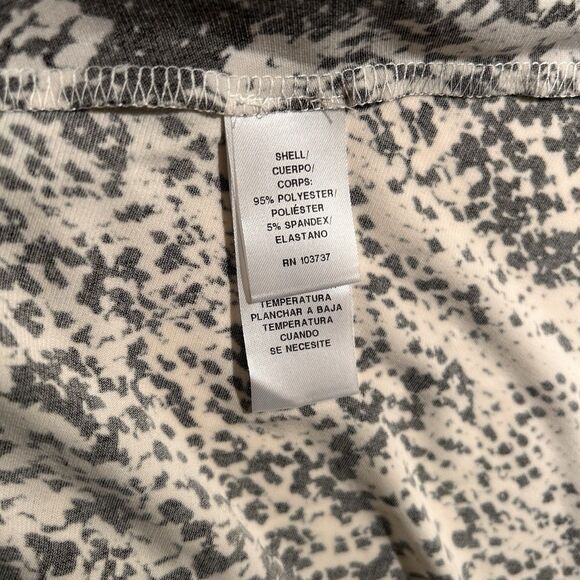 SHELL/
CUERPO/
CORPS:
95% POLYESTER/
POLIÉSTER
5% SPANDEX/
ELASTANO
RN 103737
TEMPERATURA
PLANCHAR A BAJA
TEMPERATURA
CUANDO
SE NECESITE